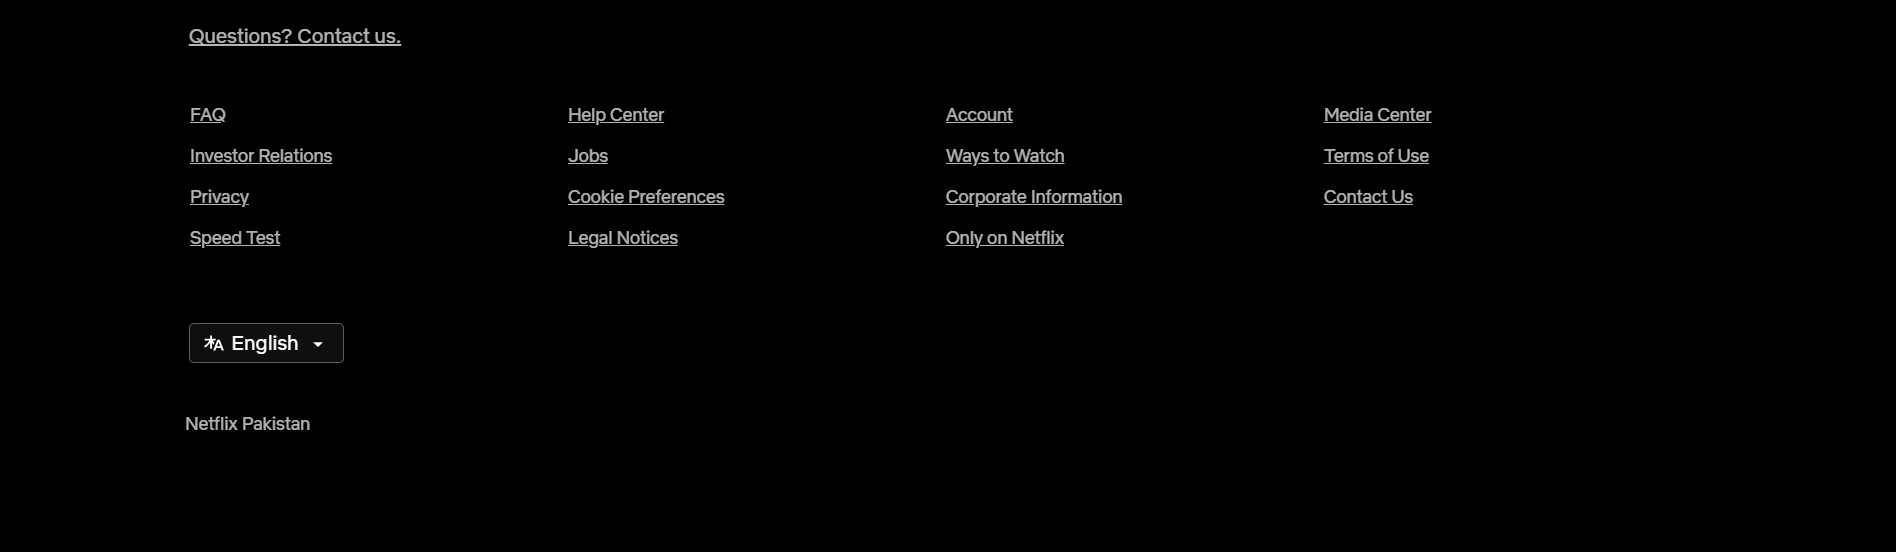 Questions? Contact us.
FAQ
Help Center
Account
Media Center
Investor Relations
Jobs
Ways to Watch
Terms of Use
Privacy
Cookie Preferences
Corporate Information
Contact Us
Speed Test
Legal Notices
Only on Netflix
English
Netflix Pakistan